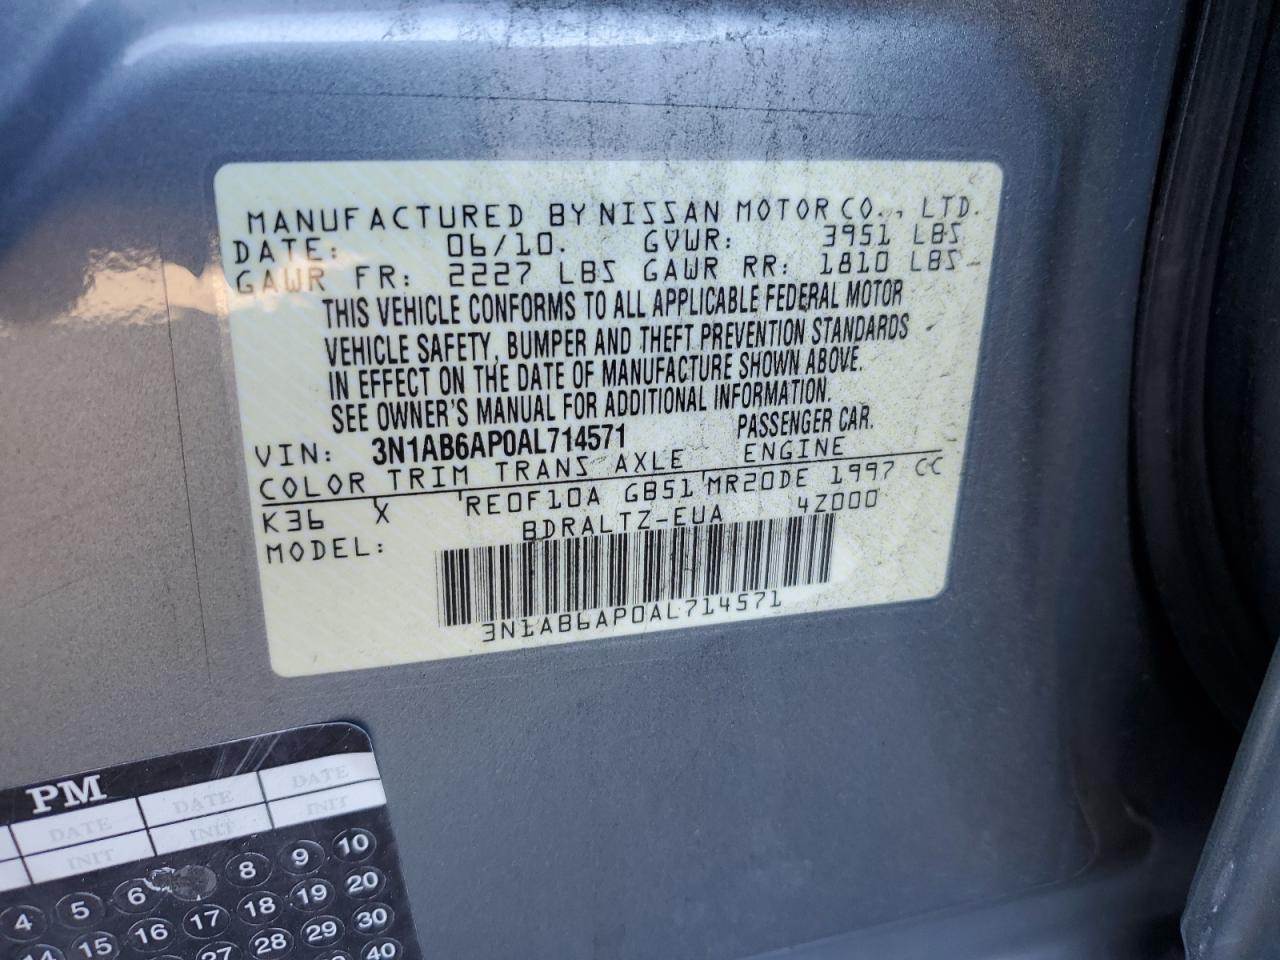 MANUFACTURED BY NISSAN MOTOR CO., LTD.
DATE: 06/10. GVWR: 3951 LBS
GAWR FR: 2227 LBS GAWR RR: 1810 LBS
THIS VEHICLE CONFORMS TO ALL APPLICABLE FEDERAL MOTOR
VEHICLE SAFETY, BUMPER AND THEFT PREVENTION STANDARDS
IN EFFECT ON THE DATE OF MANUFACTURE SHOWN ABOVE.
SEE OWNER'S MANUAL FOR ADDITIONAL INFORMATION.
VIN: 3N1AB6AP0AL714571 PASSENGER CAR.
COLOR TRIM TRANS AXLE ENGINE
K36 X RE0F10A GB51 MR20DE 1997 CC
MODEL: BDRALTZ-EUA 4Z000
3N1AB6AP0AL714571
PM
DATE DATE DATE
INIT INIT INIT
4 5 6 8 9 10
14 15 16 17 18 19 20
27 28 29 30
40